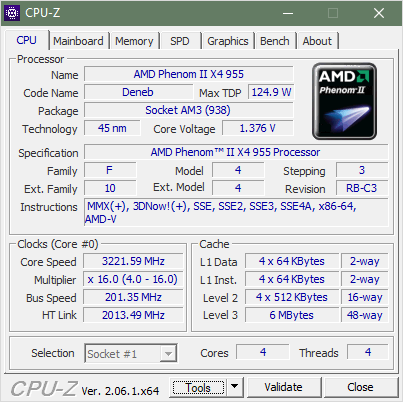 CPU-Z
CPU Mainboard Memory SPD Graphics Bench About
Processor
Name AMD Phenom II X4 955
Code Name Deneb Max TDP 124.9 W
Package Socket AM3 (938)
Technology 45 nm Core Voltage 1.376 V
AMD
Phenom II
Specification AMD Phenom™ II X4 955 Processor
Family F Model 4 Stepping 3
Ext. Family 10 Ext. Model 4 Revision RB-C3
Instructions MMX(+), 3DNow!(+), SSE, SSE2, SSE3, SSE4A, x86-64,
AMD-V
Clocks (Core #0)
Core Speed 3221.59 MHz
Multiplier x 16.0 (4.0 - 16.0)
Bus Speed 201.35 MHz
HT Link 2013.49 MHz
Cache
L1 Data 4 x 64 KBytes 2-way
L1 Inst. 4 x 64 KBytes 2-way
Level 2 4 x 512 KBytes 16-way
Level 3 6 MBytes 48-way
Selection Socket #1 Cores 4 Threads 4
CPU-Z Ver. 2.06.1.x64 Tools Validate Close